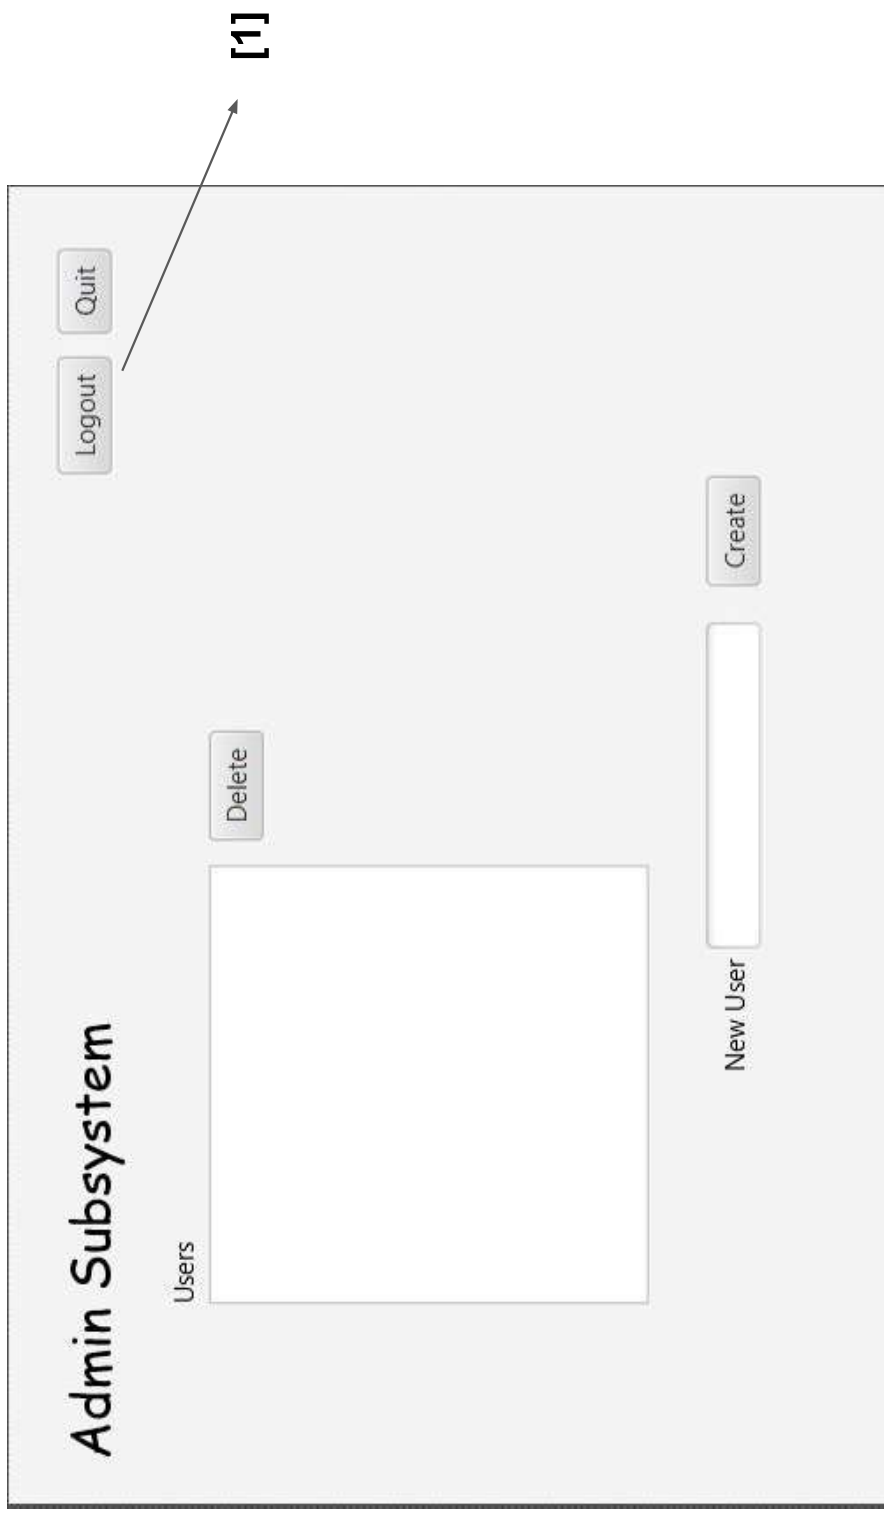 [1]
Admin Subsystem
Logout
Quit
Users
Delete
New User
Create